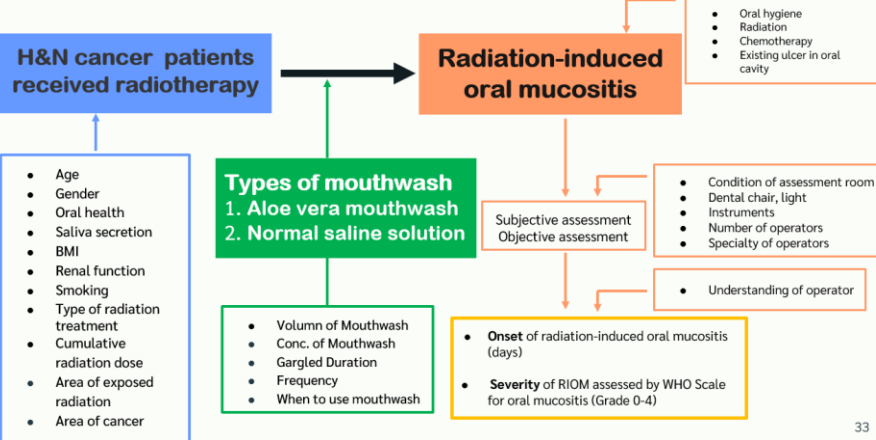 H&N cancer patients
received radiotherapy
Radiation-induced
oral mucositis
● Oral hygiene
● Radiation
● Chemotherapy
● Existing ulcer in oral
cavity
● Age
● Gender
● Oral health
● Saliva secretion
● BMI
● Renal function
● Smoking
● Type of radiation
treatment
● Cumulative
radiation dose
● Area of exposed
radiation
● Area of cancer
Types of mouthwash
1. Aloe vera mouthwash
2. Normal saline solution
● Volumn of Mouthwash
● Conc. of Mouthwash
● Gargled Duration
● Frequency
● When to use mouthwash
Subjective assessment
Objective assessment
● Condition of assessment room
● Dental chair, light
● Instruments
● Number of operators
● Specialty of operators
● Understanding of operator
● Onset of radiation-induced oral mucositis
(days)
● Severity of RIOM assessed by WHO Scale
for oral mucositis (Grade 0-4)
33